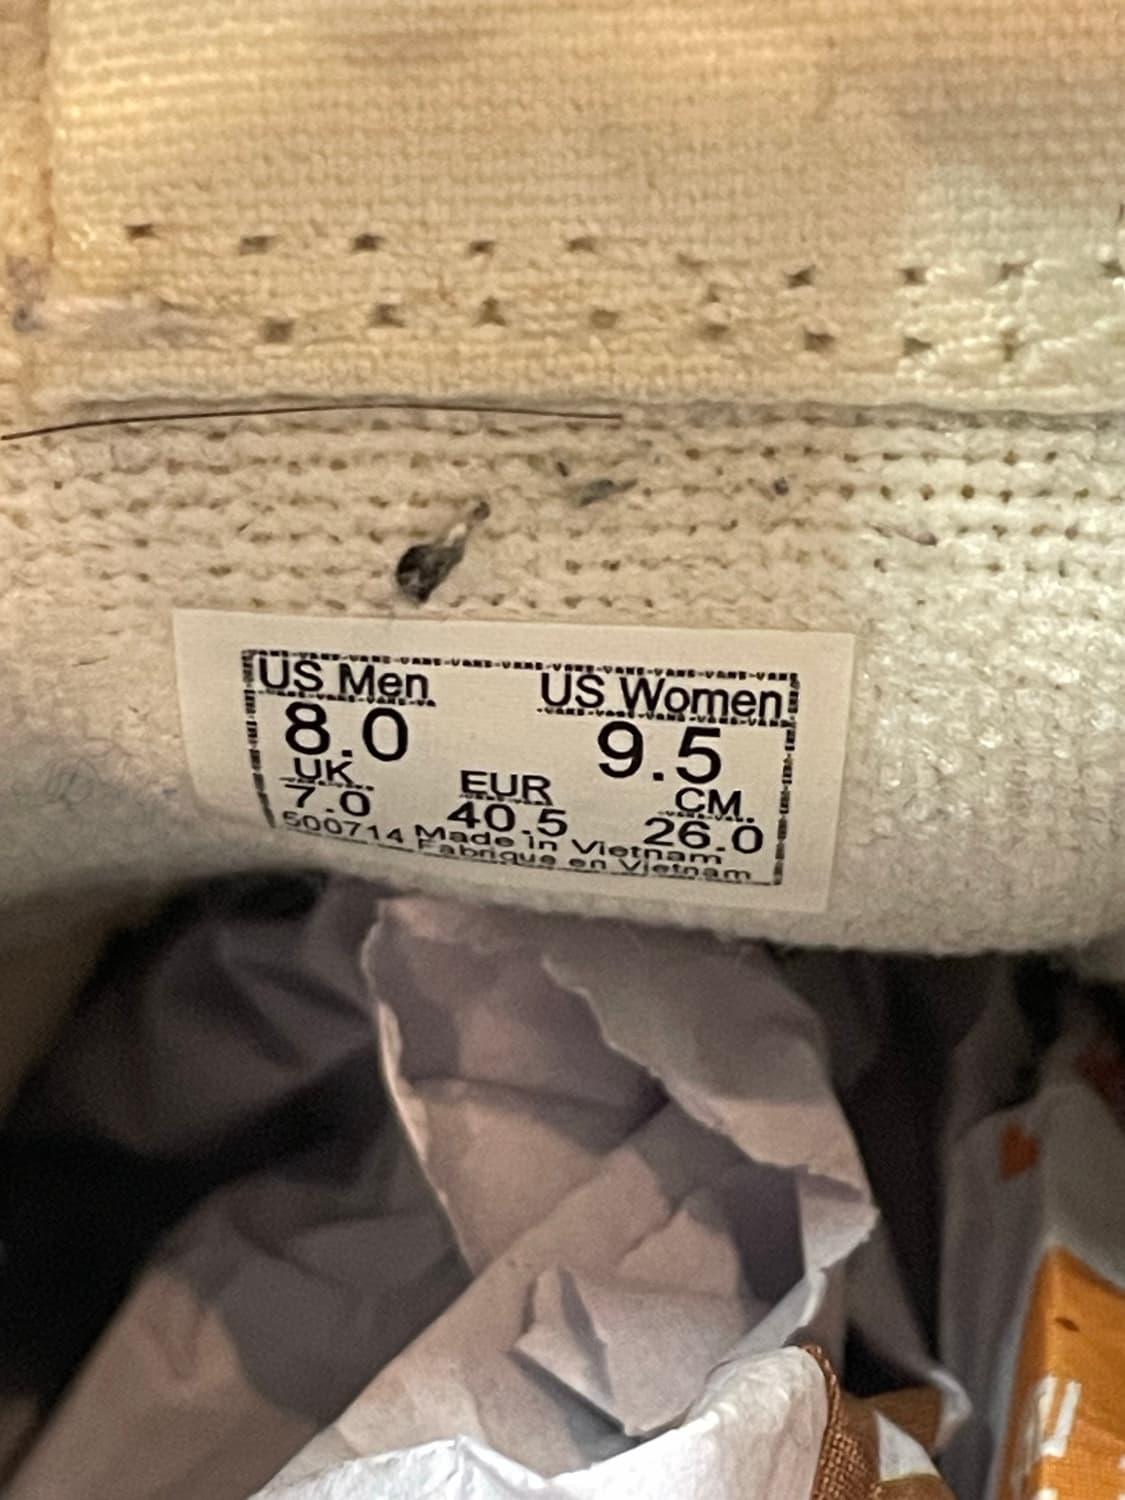 US Men US Women
8.0 9.5
UK EUR CM
7.0 40.5 26.0
500714 Made in Vietnam
Fabrique en Vietnam